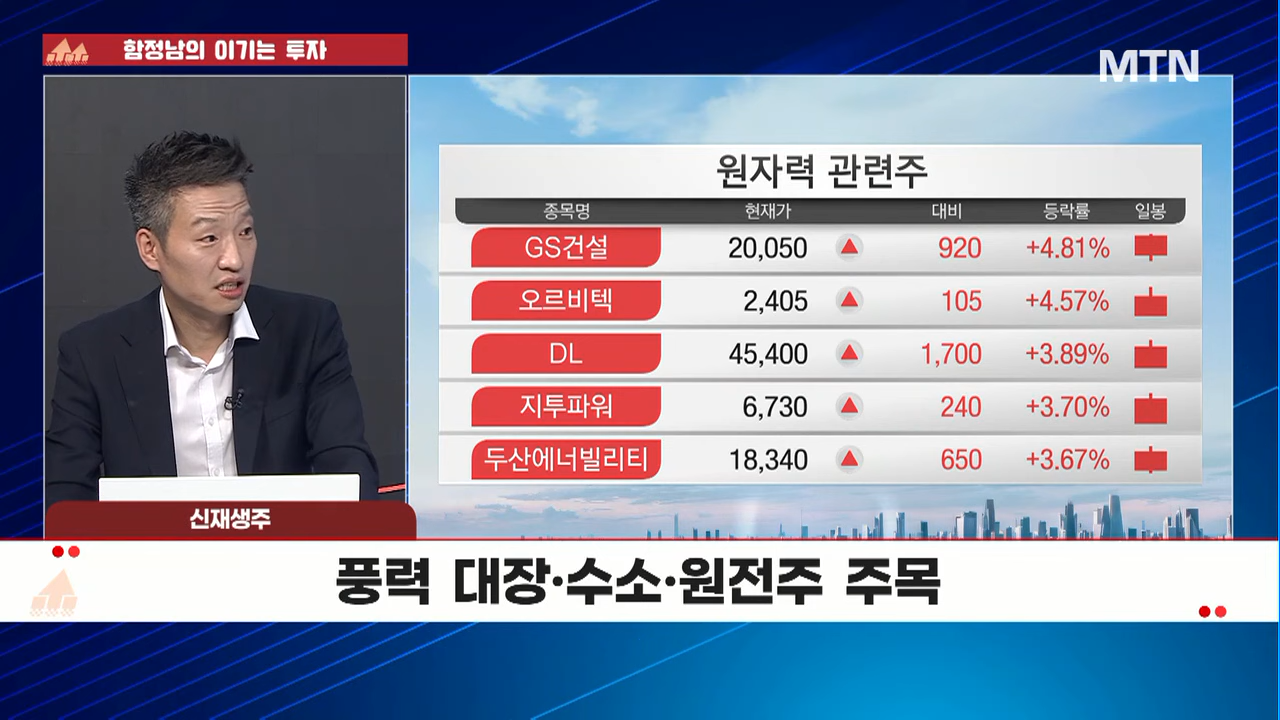 함정남의 이기는 투자
MTN
원자력 관련주
종목명 현재가 대비 등락률 일봉
GS건설 20,050 ▲ 920 +4.81%
오르비텍 2,405 ▲ 105 +4.57%
DL 45,400 ▲ 1,700 +3.89%
지투파워 6,730 ▲ 240 +3.70%
두산에너빌리티 18,340 ▲ 650 +3.67%
신재생주
풍력 대장·수소·원전주 주목